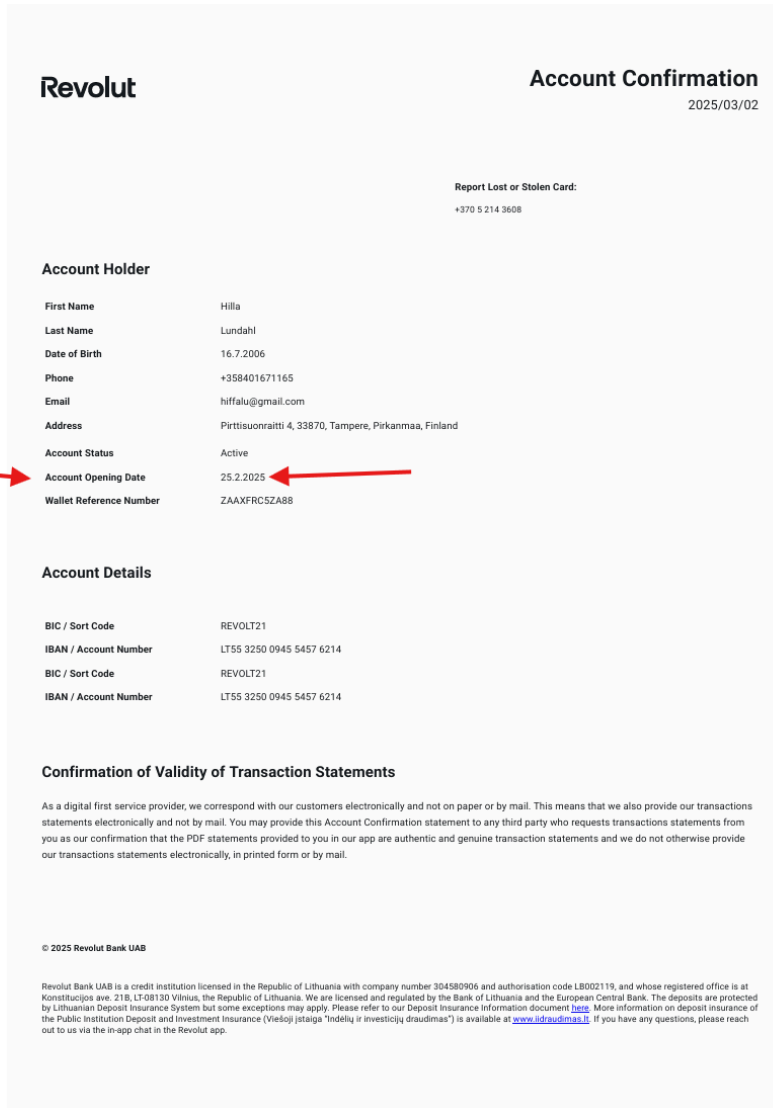 Revolut
Account Confirmation
2025/03/02
Report Lost or Stolen Card:
+370 5 214 3608
Account Holder
First Name Hilla
Last Name Lundahl
Date of Birth 16.7.2006
Phone +358401671165
Email hiffalu@gmail.com
Address Pirttisuonraitti 4, 33870, Tampere, Pirkanmaa, Finland
Account Status Active
Account Opening Date 25.2.2025
Wallet Reference Number ZAAXFRC5ZA88
Account Details
BIC / Sort Code REVOLT21
IBAN / Account Number LT55 3250 0945 5457 6214
BIC / Sort Code REVOLT21
IBAN / Account Number LT55 3250 0945 5457 6214
Confirmation of Validity of Transaction Statements
As a digital first service provider, we correspond with our customers electronically and not on paper or by mail. This means that we also provide our transactions
statements electronically and not by mail. You may provide this Account Confirmation statement to any third party who requests transactions statements from
you as our confirmation that the PDF statements provided to you in our app are authentic and genuine transaction statements and we do not otherwise provide
our transactions statements electronically, in printed form or by mail.
© 2025 Revolut Bank UAB
Revolut Bank UAB is a credit institution licensed in the Republic of Lithuania with company number 304580906 and authorisation code LB002119, and whose registered office is at
Konstitucijos ave. 21B, LT-08130 Vilnius, the Republic of Lithuania. We are licensed and regulated by the Bank of Lithuania and the European Central Bank. The deposits are protected
by Lithuanian Deposit Insurance System but some exceptions may apply. Please refer to our Deposit Insurance Information document here. More information on deposit insurance of
the Public Institution Deposit and Investment Insurance (Viešoji įstaiga "Indėlių ir investicijų draudimas") is available at www.iidraudimas.lt. If you have any questions, please reach
out to us via the in-app chat in the Revolut app.